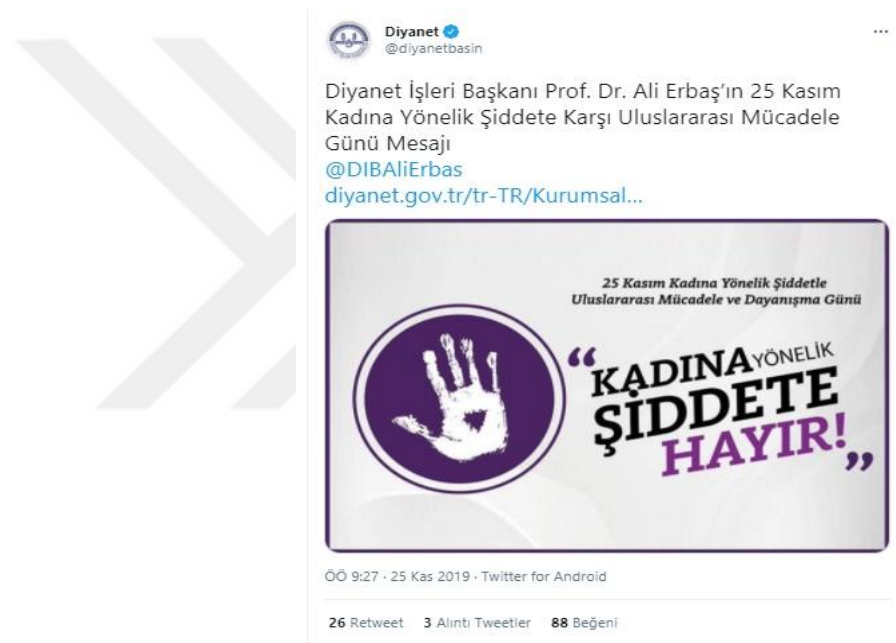 Diyanet
@diyanetbasin
Diyanet İşleri Başkanı Prof. Dr. Ali Erbaş'ın 25 Kasım
Kadına Yönelik Şiddete Karşı Uluslararası Mücadele
Günü Mesajı
@DIBAliErbas
diyanet.gov.tr/tr-TR/Kurumsal...
25 Kasım Kadına Yönelik Şiddetle
Uluslararası Mücadele ve Dayanışma Günü
“KADINA YÖNELİK
ŞİDDETE
HAYIR!”
ÖÖ 9:27 · 25 Kas 2019 · Twitter for Android
26 Retweet 3 Alıntı Tweetler 88 Beğeni